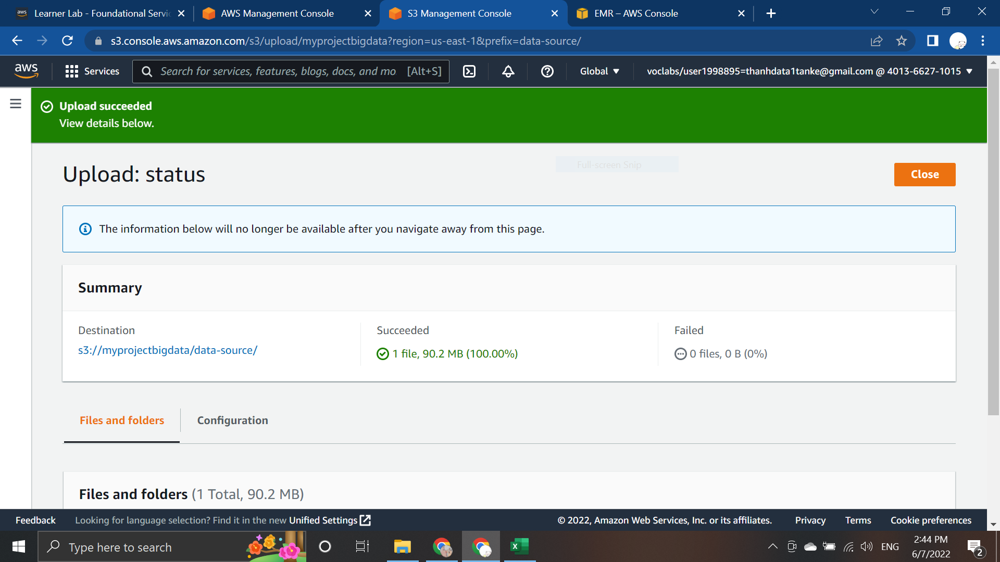 aws Learner Lab - Foundational Servic
AWS Management Console
S3 Management Console
EMR – AWS Console
s3.console.aws.amazon.com/s3/upload/myprojectbigdata?region=us-east-1&prefix=data-source/
aws
Services
Search for services, features, blogs, docs, and mo
[Alt+S]
Global
voclabs/user1998895=thanhdata1tanke@gmail.com @ 4013-6627-1015
Upload succeeded
View details below.
Full-screen Snip
Upload: status
Close
The information below will no longer be available after you navigate away from this page.
Summary
Destination
s3://myprojectbigdata/data-source/
Succeeded
1 file, 90.2 MB (100.00%)
Failed
0 files, 0 B (0%)
Files and folders
Configuration
Files and folders (1 Total, 90.2 MB)
Feedback
Looking for language selection? Find it in the new Unified Settings
© 2022, Amazon Web Services, Inc. or its affiliates.
Privacy
Terms
Cookie preferences
Type here to search
X
ENG
2:44 PM
6/7/2022
2